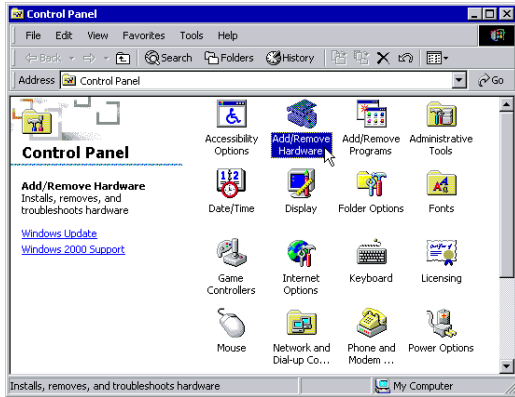 Control Panel
File Edit View Favorites Tools Help
Back Search Folders History
Address Control Panel Go
Control Panel
Add/Remove Hardware
Installs, removes, and
troubleshoots hardware
Windows Update
Windows 2000 Support
Accessibility
Options
Add/Remove
Hardware
Add/Remove
Programs
Administrative
Tools
Date/Time
Display
Folder Options
Fonts
Game
Controllers
Internet
Options
Keyboard
Licensing
Mouse
Network and
Dial-up Co...
Phone and
Modem ...
Power Options
Installs, removes, and troubleshoots hardware
My Computer